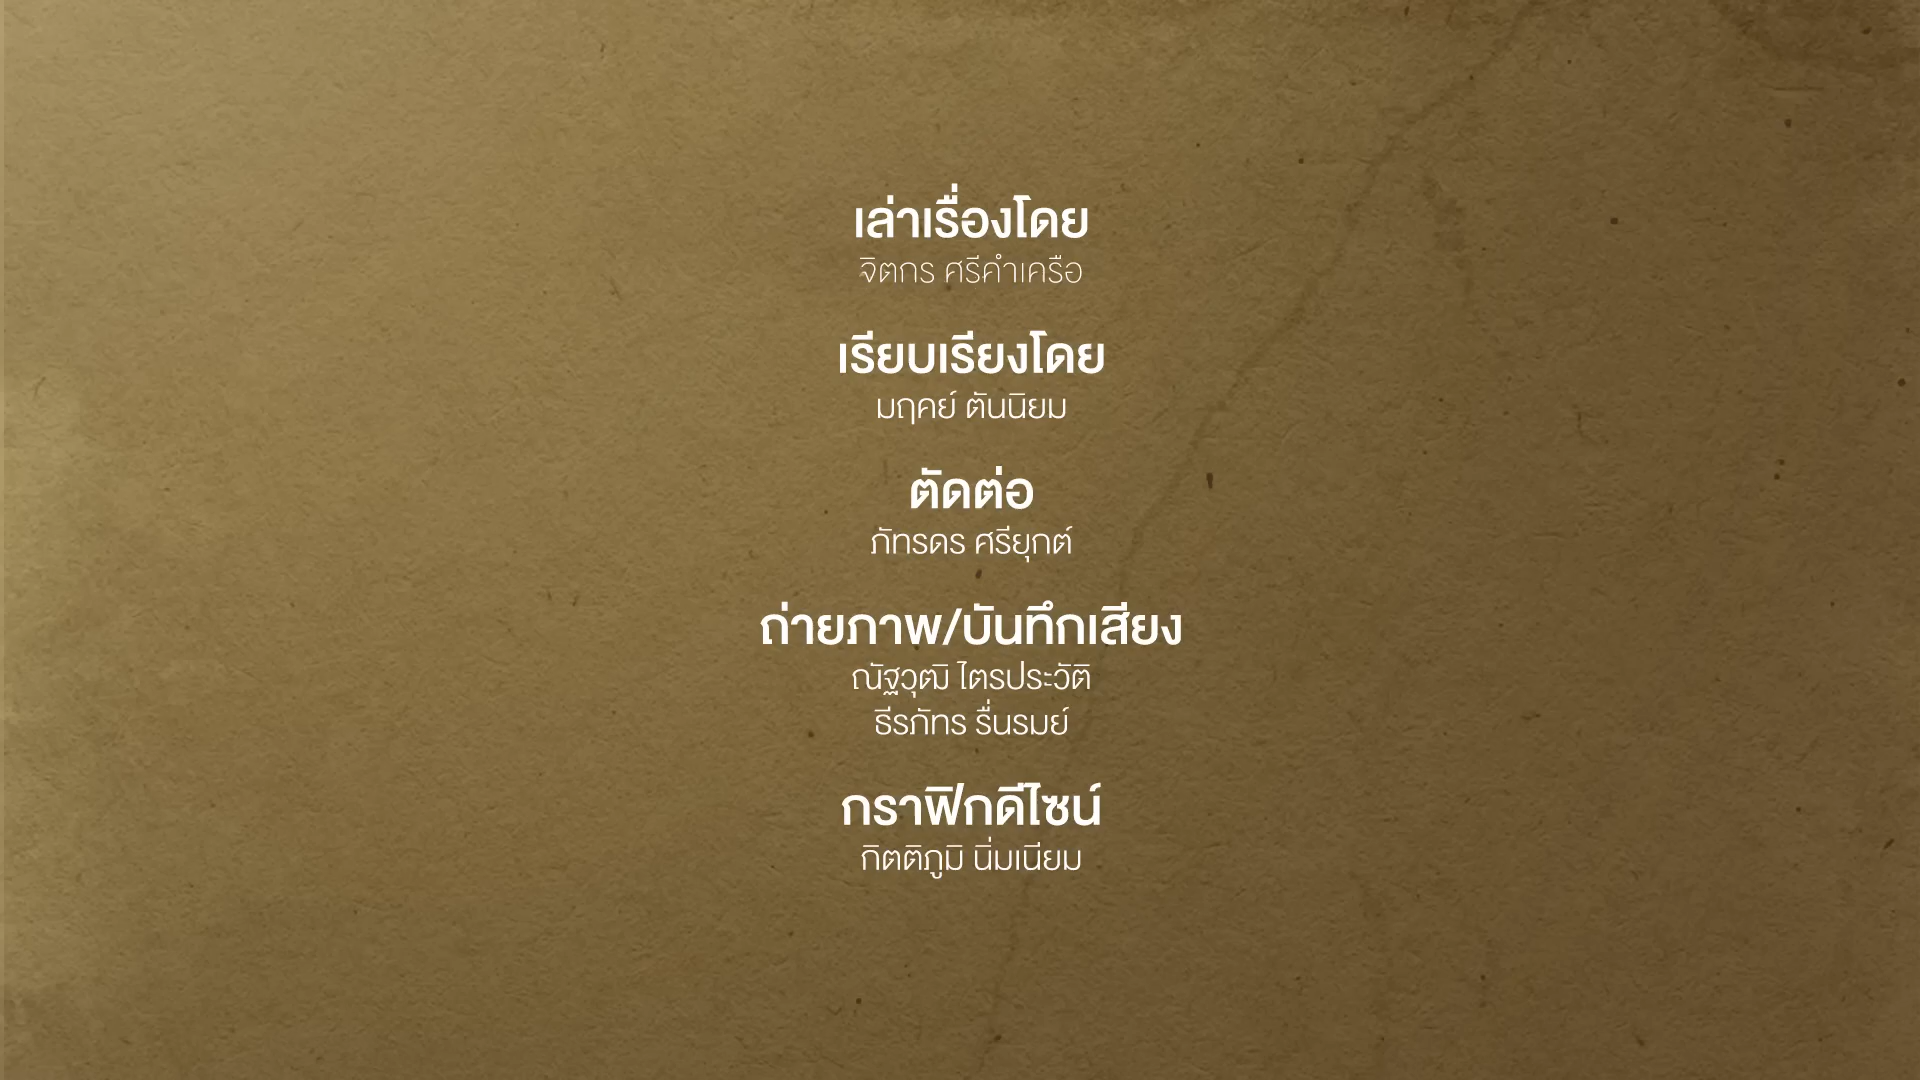 เล่าเรื่องโดย
จิตกร ศรีคำเครือ
เรียบเรียงโดย
มฤคย์ ตันนิยม
ตัดต่อ
ภัทรดร ศรียุกต์
ถ่ายภาพ/บันทึกเสียง
ณัฐวุฒิ ไตรประวัติ
ธีรภัทร รื่นรมย์
กราฟิกดีไซน์
กิตติภูมิ นิ่มเนียม